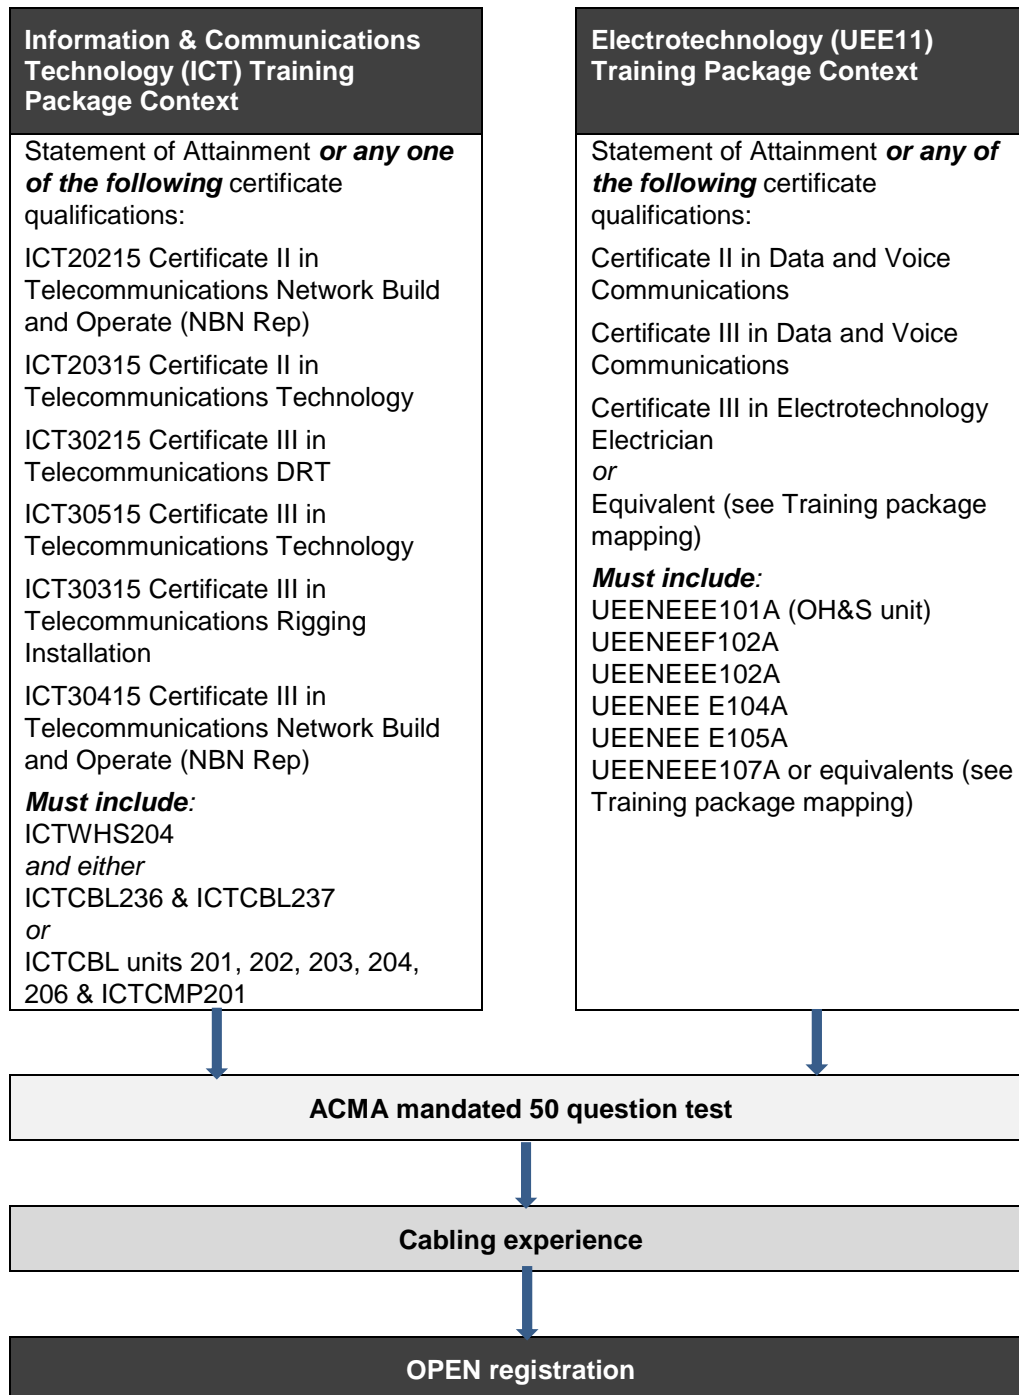 Information & Communications
Technology (ICT) Training
Package Context
Statement of Attainment or any one
of the following certificate
qualifications:
ICT20215 Certificate II in
Telecommunications Network Build
and Operate (NBN Rep)
ICT20315 Certificate II in
Telecommunications Technology
ICT30215 Certificate III in
Telecommunications DRT
ICT30515 Certificate III in
Telecommunications Technology
ICT30315 Certificate III in
Telecommunications Rigging
Installation
ICT30415 Certificate III in
Telecommunications Network Build
and Operate (NBN Rep)
Must include:
ICTWHS204
and either
ICTCBL236 & ICTCBL237
or
ICTCBL units 201, 202, 203, 204,
206 & ICTCMP201
Electrotechnology (UEE11)
Training Package Context
Statement of Attainment or any of
the following certificate
qualifications:
Certificate II in Data and Voice
Communications
Certificate III in Data and Voice
Communications
Certificate III in Electrotechnology
Electrician
or
Equivalent (see Training package
mapping)
Must include:
UEENEEE101A (OH&S unit)
UEENEEF102A
UEENEEE102A
UEENEE E104A
UEENEE E105A
UEENEEE107A or equivalents (see
Training package mapping)
ACMA mandated 50 question test
Cabling experience
OPEN registration